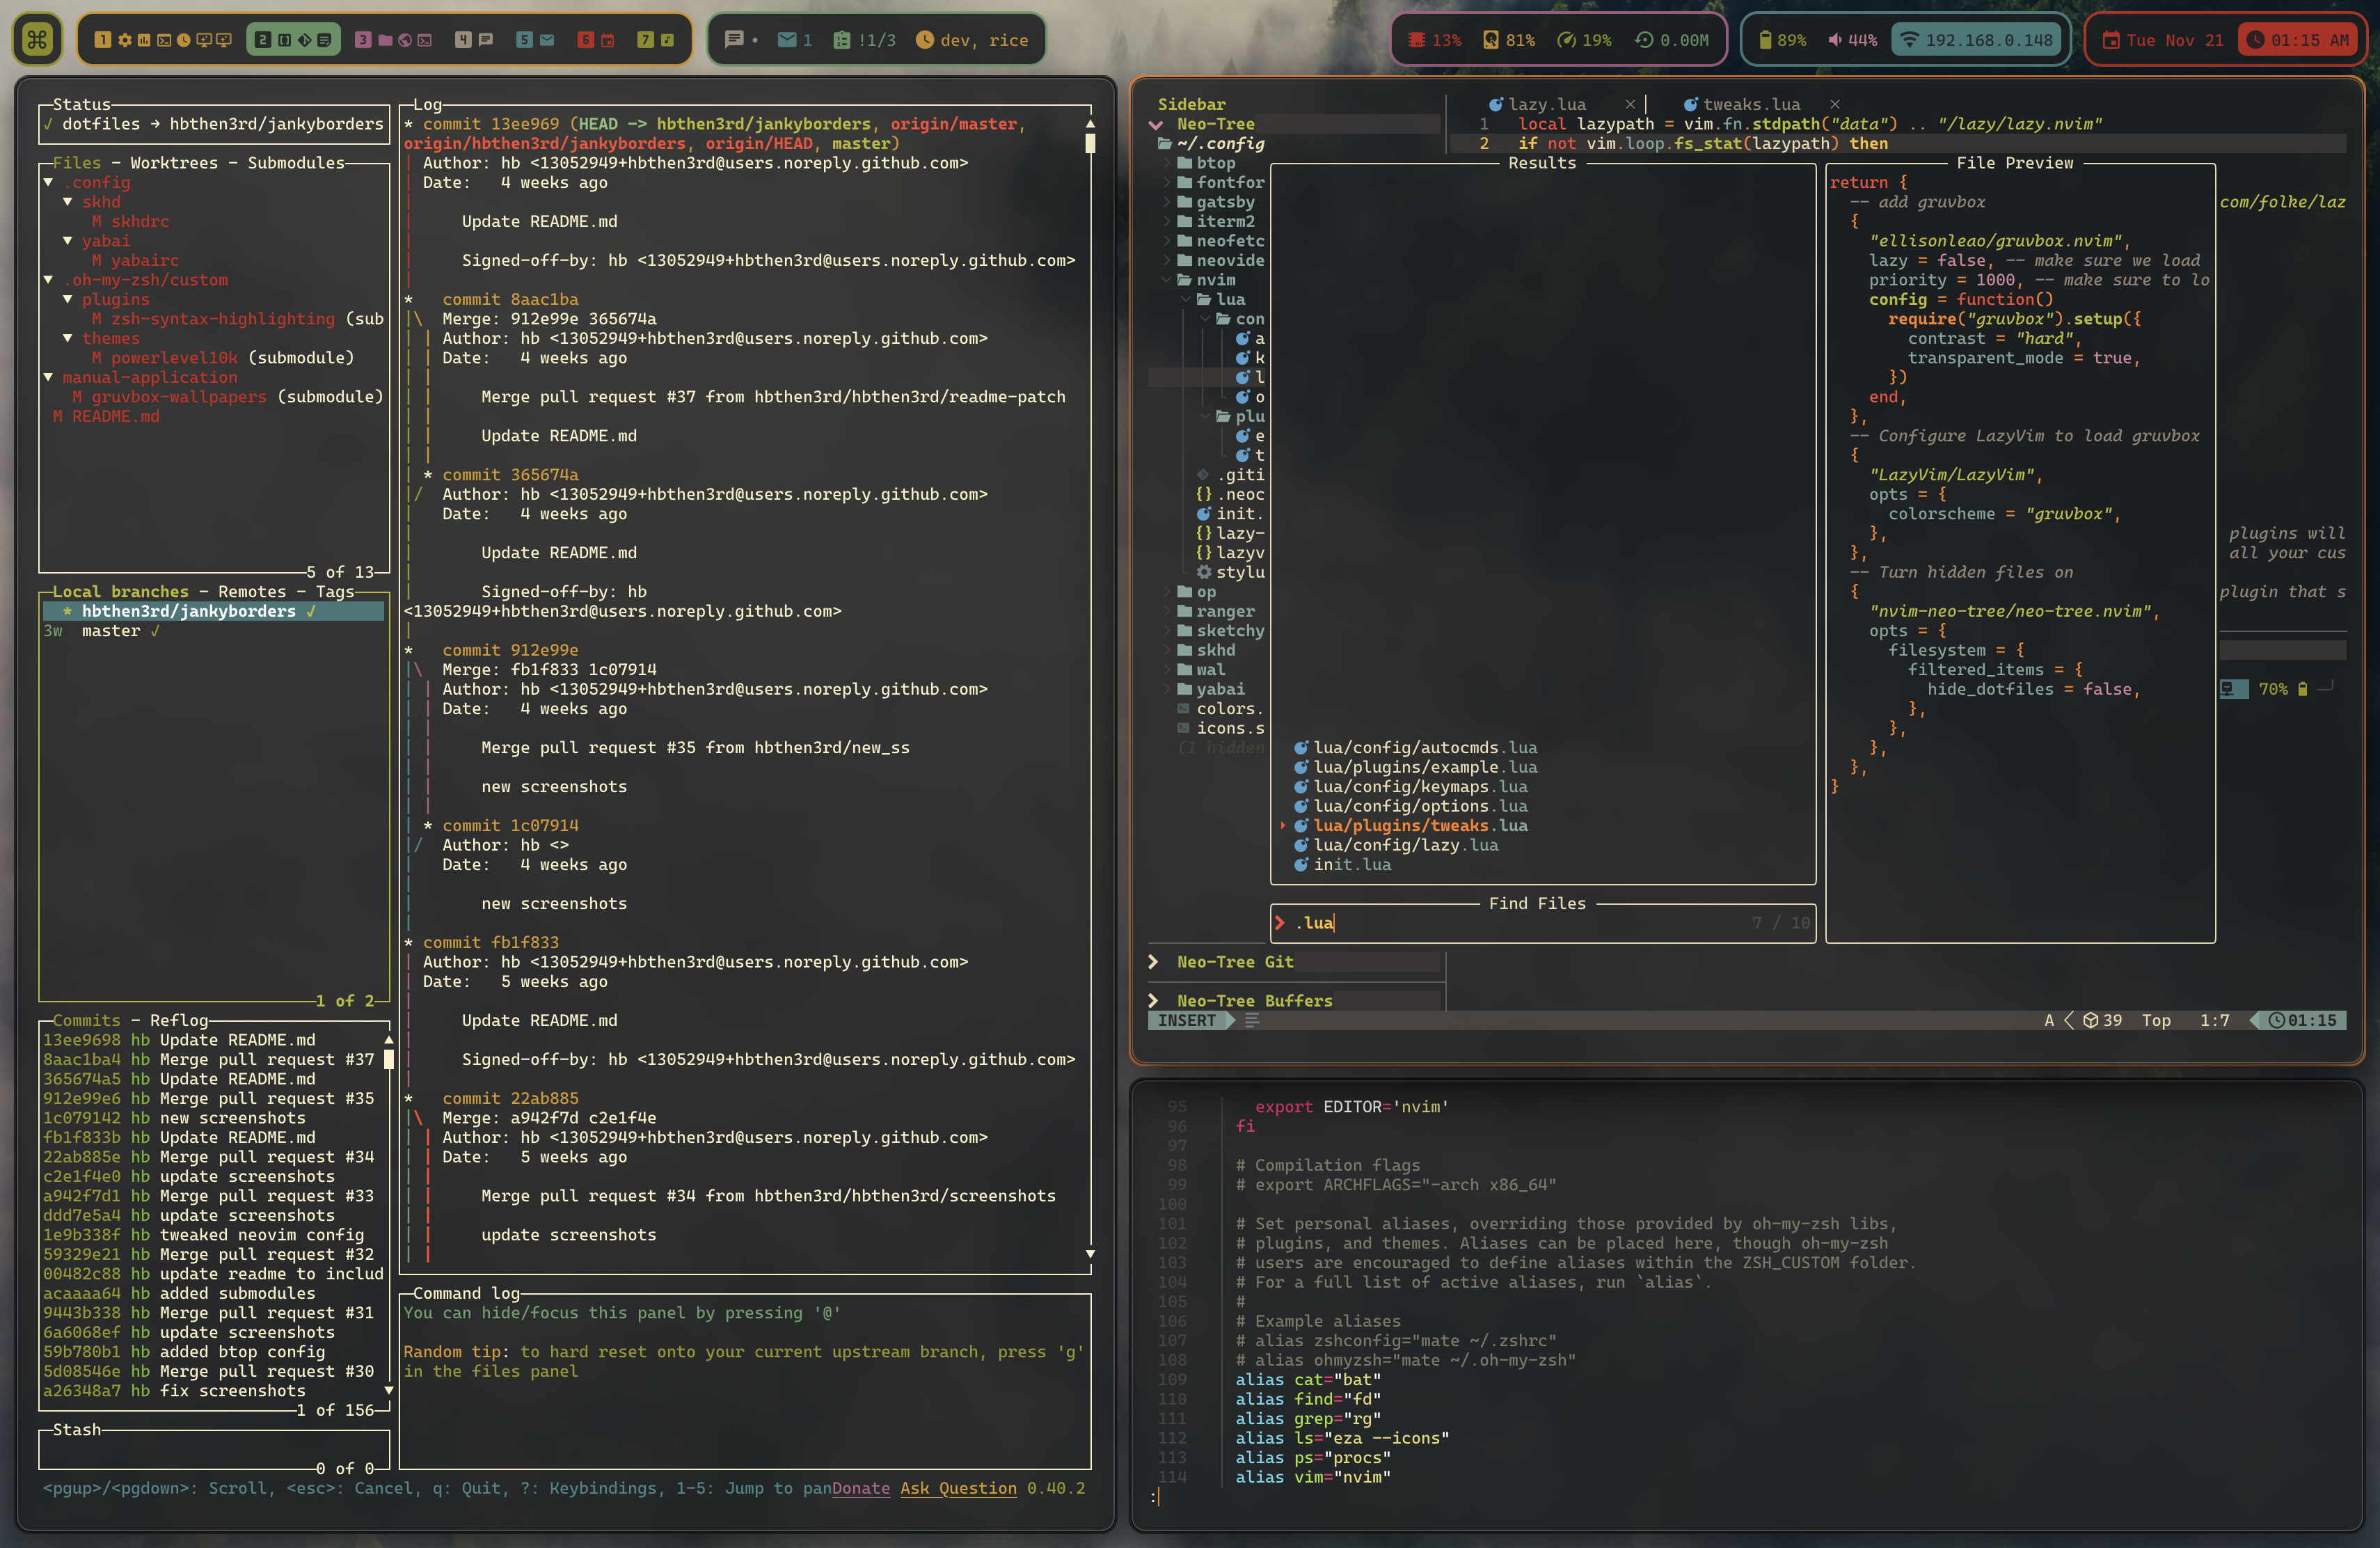 1 2 3 4 5 6 7
1 !1/3 dev, rice
13% 81% 19% 0.00M
89% 44% 192.168.0.148
Tue Nov 21 01:15 AM
Status
✓ dotfiles → hbthen3rd/jankyborders
Files - Worktrees - Submodules
▼ .config
▼ skhd
M skhdrc
▼ yabai
M yabairc
▼ .oh-my-zsh/custom
▼ plugins
M zsh-syntax-highlighting (sub
▼ themes
M powerlevel10k (submodule)
▼ manual-application
M gruvbox-wallpapers (submodule)
M README.md
5 of 13
Local branches - Remotes - Tags
* hbthen3rd/jankyborders ✓
3w master ✓
1 of 2
Commits - Reflog
13ee9698 hb Update README.md
8aac1ba4 hb Merge pull request #37
365674a5 hb Update README.md
912e99e6 hb Merge pull request #35
1c079142 hb new screenshots
fb1f833b hb Update README.md
22ab885e hb Merge pull request #34
c2e1f4e0 hb update screenshots
a942f7d1 hb Merge pull request #33
ddd7e5a4 hb update screenshots
1e9b338f hb tweaked neovim config
59329e21 hb Merge pull request #32
00482c88 hb update readme to includ
acaaaa64 hb added submodules
9443b338 hb Merge pull request #31
6a6068ef hb update screenshots
59b780b1 hb added btop config
5d08546e hb Merge pull request #30
a26348a7 hb fix screenshots
1 of 156
Stash
0 of 0
Log
* commit 13ee969 (HEAD -> hbthen3rd/jankyborders, origin/master,
origin/hbthen3rd/jankyborders, origin/HEAD, master)
| Author: hb <13052949+hbthen3rd@users.noreply.github.com>
| Date: 4 weeks ago
| Update README.md
| Signed-off-by: hb <13052949+hbthen3rd@users.noreply.github.com>
* commit 8aac1ba
|\ Merge: 912e99e 365674a
| | Author: hb <13052949+hbthen3rd@users.noreply.github.com>
| | Date: 4 weeks ago
| | Merge pull request #37 from hbthen3rd/hbthen3rd/readme-patch
| | Update README.md
| * commit 365674a
|/ Author: hb <13052949+hbthen3rd@users.noreply.github.com>
| Date: 4 weeks ago
| Update README.md
| Signed-off-by: hb
<13052949+hbthen3rd@users.noreply.github.com>
* commit 912e99e
|\ Merge: fb1f833 1c07914
| | Author: hb <13052949+hbthen3rd@users.noreply.github.com>
| | Date: 4 weeks ago
| | Merge pull request #35 from hbthen3rd/new_ss
| | new screenshots
| * commit 1c07914
|/ Author: hb <>
| Date: 4 weeks ago
| new screenshots
* commit fb1f833
| Author: hb <13052949+hbthen3rd@users.noreply.github.com>
| Date: 5 weeks ago
| Update README.md
| Signed-off-by: hb <13052949+hbthen3rd@users.noreply.github.com>
* commit 22ab885
|\ Merge: a942f7d c2e1f4e
| | Author: hb <13052949+hbthen3rd@users.noreply.github.com>
| | Date: 5 weeks ago
| | Merge pull request #34 from hbthen3rd/hbthen3rd/screenshots
| | update screenshots
Command log
You can hide/focus this panel by pressing '@'
Random tip: to hard reset onto your current upstream branch, press 'g'
in the files panel
<pgup>/<pgdown>: Scroll, <esc>: Cancel, q: Quit, ?: Keybindings, 1-5: Jump to panDonate Ask Question 0.40.2
Sidebar
Neo-Tree
~/.config
btop
fontfor
gatsby
iterm2
neofetc
neovide
nvim
lua
con
a
k
l
o
plu
e
t
.giti
{} .neoc
init.
{} lazy-
{} lazyv
stylu
op
ranger
sketchy
skhd
wal
yabai
colors.
icons.s
(1 hidden
Neo-Tree Git
Neo-Tree Buffers
lazy.lua × | tweaks.lua ×
1 local lazypath = vim.fn.stdpath("data") .. "/lazy/lazy.nvim"
2 if not vim.loop.fs_stat(lazypath) then
com/folke/laz
plugins will
all your cus
plugin that s
70%
Results
lua/config/autocmds.lua
lua/plugins/example.lua
lua/config/keymaps.lua
lua/config/options.lua
lua/plugins/tweaks.lua
lua/config/lazy.lua
init.lua
Find Files
.lua 7 / 10
File Preview
return {
-- add gruvbox
{
"ellisonleao/gruvbox.nvim",
lazy = false, -- make sure we load
priority = 1000, -- make sure to lo
config = function()
require("gruvbox").setup({
contrast = "hard",
transparent_mode = true,
})
end,
},
-- Configure LazyVim to load gruvbox
{
"LazyVim/LazyVim",
opts = {
colorscheme = "gruvbox",
},
},
-- Turn hidden files on
{
"nvim-neo-tree/neo-tree.nvim",
opts = {
filesystem = {
filtered_items = {
hide_dotfiles = false,
},
},
},
},
}
INSERT A 39 Top 1:7 01:15
95 export EDITOR='nvim'
96 fi
97
98 # Compilation flags
99 # export ARCHFLAGS="-arch x86_64"
100
101 # Set personal aliases, overriding those provided by oh-my-zsh libs,
102 # plugins, and themes. Aliases can be placed here, though oh-my-zsh
103 # users are encouraged to define aliases within the ZSH_CUSTOM folder.
104 # For a full list of active aliases, run `alias`.
105 #
106 # Example aliases
107 # alias zshconfig="mate ~/.zshrc"
108 # alias ohmyzsh="mate ~/.oh-my-zsh"
109 alias cat="bat"
110 alias find="fd"
111 alias grep="rg"
112 alias ls="eza --icons"
113 alias ps="procs"
114 alias vim="nvim"
: